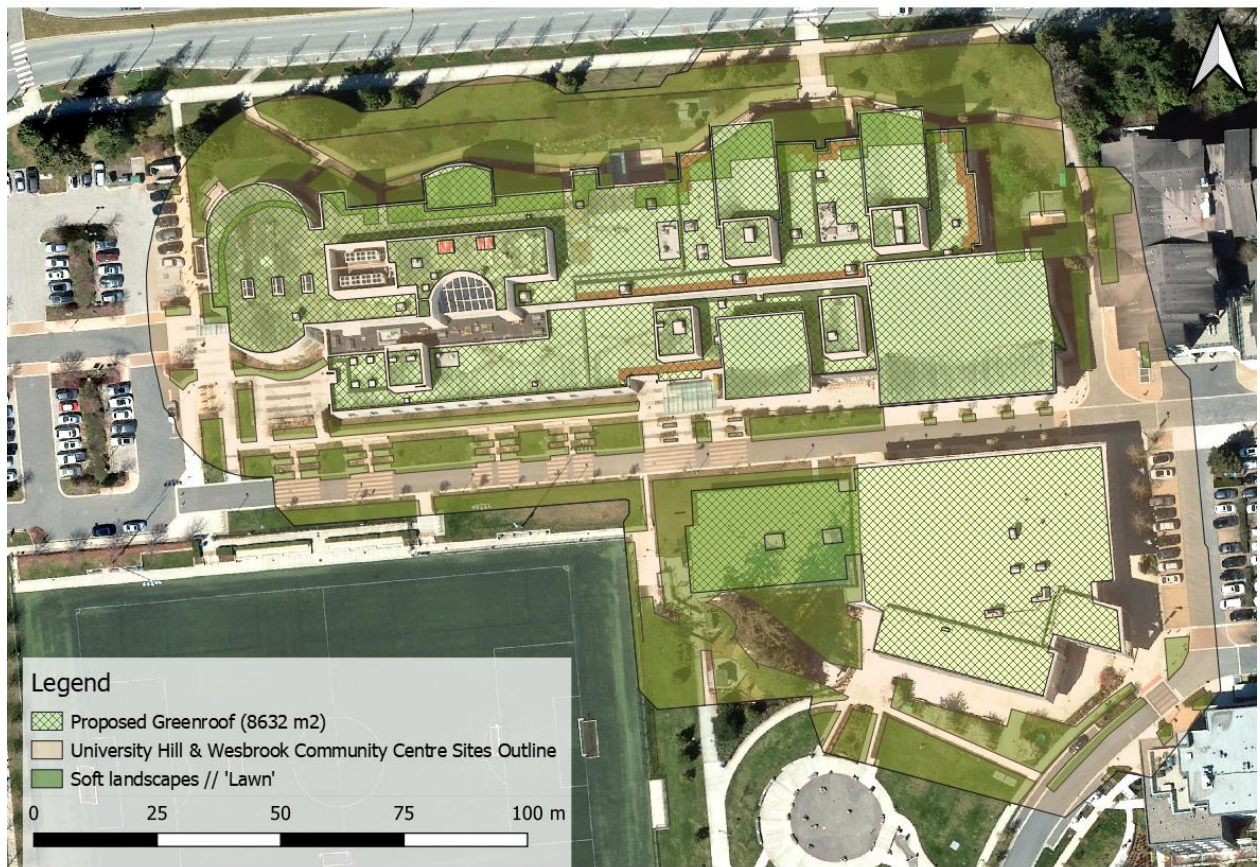 Legend
Proposed Greenroof (8632 m2)
University Hill & Wesbrook Community Centre Sites Outline
Soft landscapes // 'Lawn'
0 25 50 75 100 m